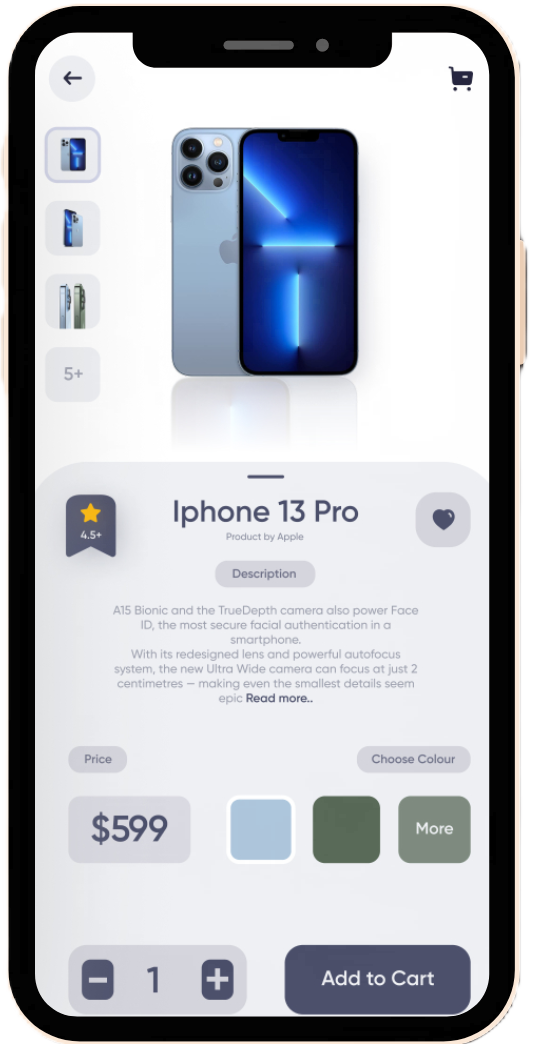 5+
4.5+
Iphone 13 Pro
Product by Apple
Description
A15 Bionic and the TrueDepth camera also power Face
ID, the most secure facial authentication in a
smartphone.
With its redesigned lens and powerful autofocus
system, the new Ultra Wide camera can focus at just 2
centimetres — making even the smallest details seem
epic Read more..
Price
Choose Colour
$599
More
1
Add to Cart